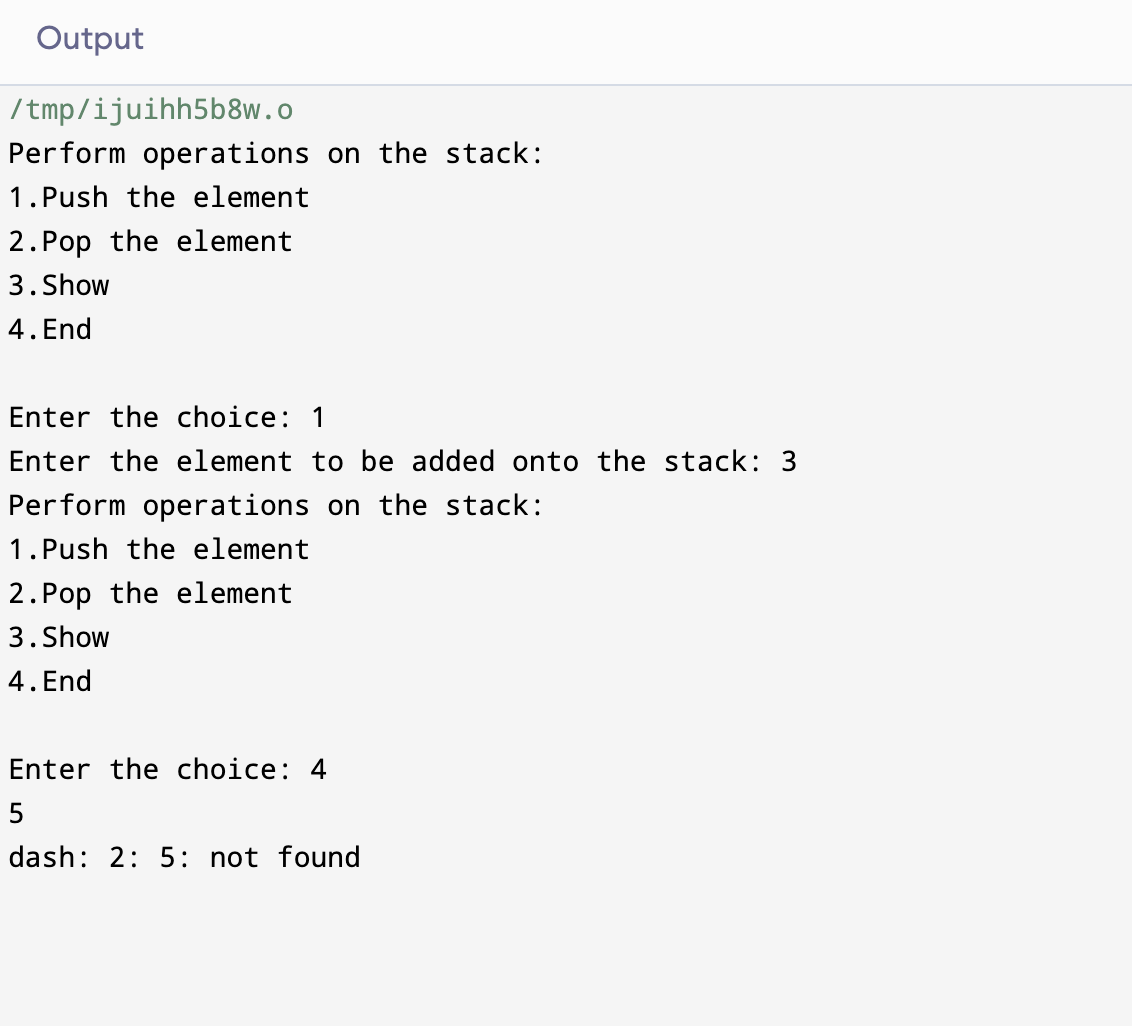 Output
/tmp/ijuihh5b8w.o
Perform operations on the stack:
1.Push the element
2.Pop the element
3.Show
4.End
Enter the choice: 1
Enter the element to be added onto the stack: 3
Perform operations on the stack:
1.Push the element
2.Pop the element
3.Show
4.End
Enter the choice: 4
5
dash: 2: 5: not found